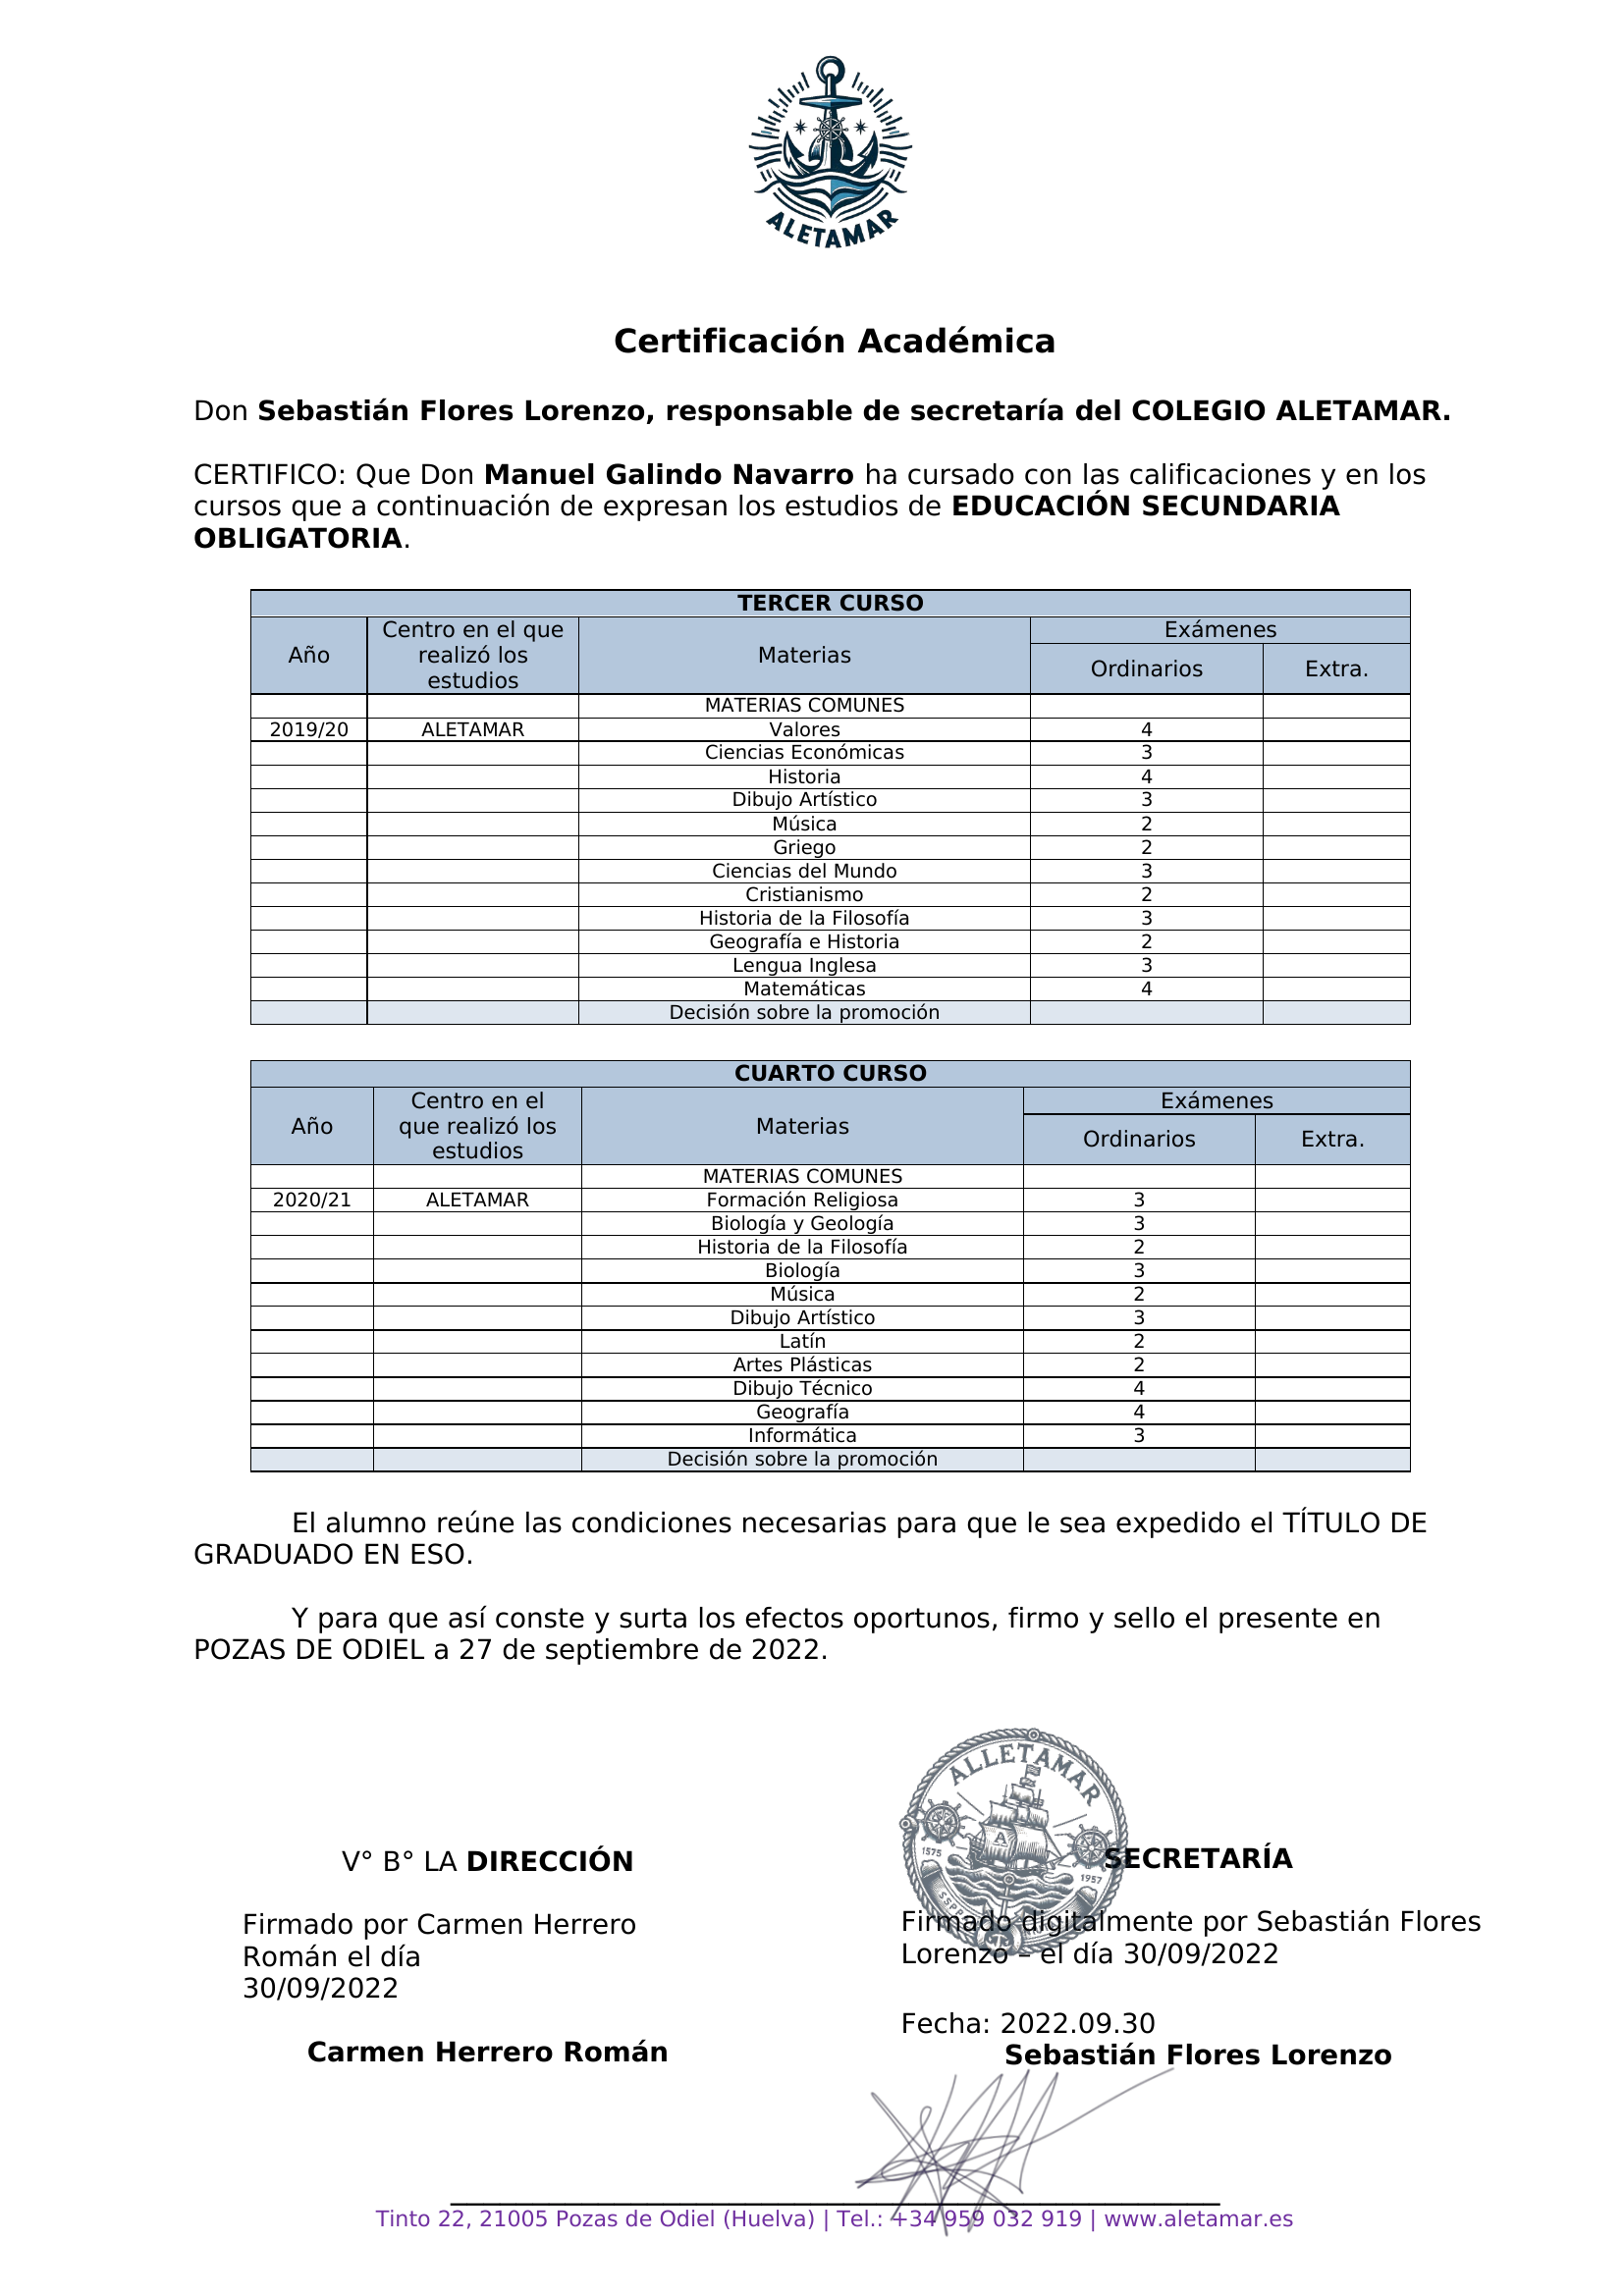 ALETAMAR
Certificación Académica
Don Sebastián Flores Lorenzo, responsable de secretaría del COLEGIO ALETAMAR.
CERTIFICO: Que Don Manuel Galindo Navarro ha cursado con las calificaciones y en los
cursos que a continuación de expresan los estudios de EDUCACIÓN SECUNDARIA
OBLIGATORIA.
TERCER CURSO
Año Centro en el que realizó los estudios Materias Exámenes
Ordinarios Extra.
MATERIAS COMUNES
2019/20 ALETAMAR Valores 4
Ciencias Económicas 3
Historia 4
Dibujo Artístico 3
Música 2
Griego 2
Ciencias del Mundo 3
Cristianismo 2
Historia de la Filosofía 3
Geografía e Historia 2
Lengua Inglesa 3
Matemáticas 4
Decisión sobre la promoción
CUARTO CURSO
Año Centro en el que realizó los estudios Materias Exámenes
Ordinarios Extra.
MATERIAS COMUNES
2020/21 ALETAMAR Formación Religiosa 3
Biología y Geología 3
Historia de la Filosofía 2
Biología 3
Música 2
Dibujo Artístico 3
Latín 2
Artes Plásticas 2
Dibujo Técnico 4
Geografía 4
Informática 3
Decisión sobre la promoción
El alumno reúne las condiciones necesarias para que le sea expedido el TÍTULO DE
GRADUADO EN ESO.
Y para que así conste y surta los efectos oportunos, firmo y sello el presente en
POZAS DE ODIEL a 27 de septiembre de 2022.
ALLETAMAR
A
1575
1957
V° B° LA DIRECCIÓN
SECRETARÍA
Firmado por Carmen Herrero
Román el día
30/09/2022
Firmado digitalmente por Sebastián Flores
Lorenzo – el día 30/09/2022
Fecha: 2022.09.30
Carmen Herrero Román
Sebastián Flores Lorenzo
Tinto 22, 21005 Pozas de Odiel (Huelva) | Tel.: +34 959 032 919 | www.aletamar.es